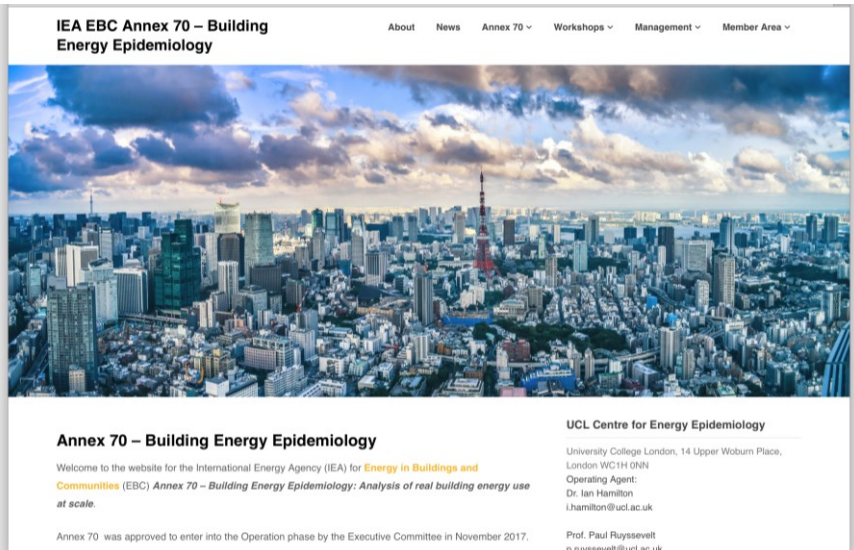 IEA EBC Annex 70 – Building
Energy Epidemiology
About News Annex 70 Workshops Management Member Area
Annex 70 – Building Energy Epidemiology
Welcome to the website for the International Energy Agency (IEA) for Energy in Buildings and
Communities (EBC) Annex 70 – Building Energy Epidemiology: Analysis of real building energy use
at scale.
Annex 70 was approved to enter into the Operation phase by the Executive Committee in November 2017.
UCL Centre for Energy Epidemiology
University College London, 14 Upper Woburn Place,
London WC1H 0NN
Operating Agent:
Dr. Ian Hamilton
i.hamilton@ucl.ac.uk
Prof. Paul Ruyssevelt
p.ruyssevelt@ucl.ac.uk